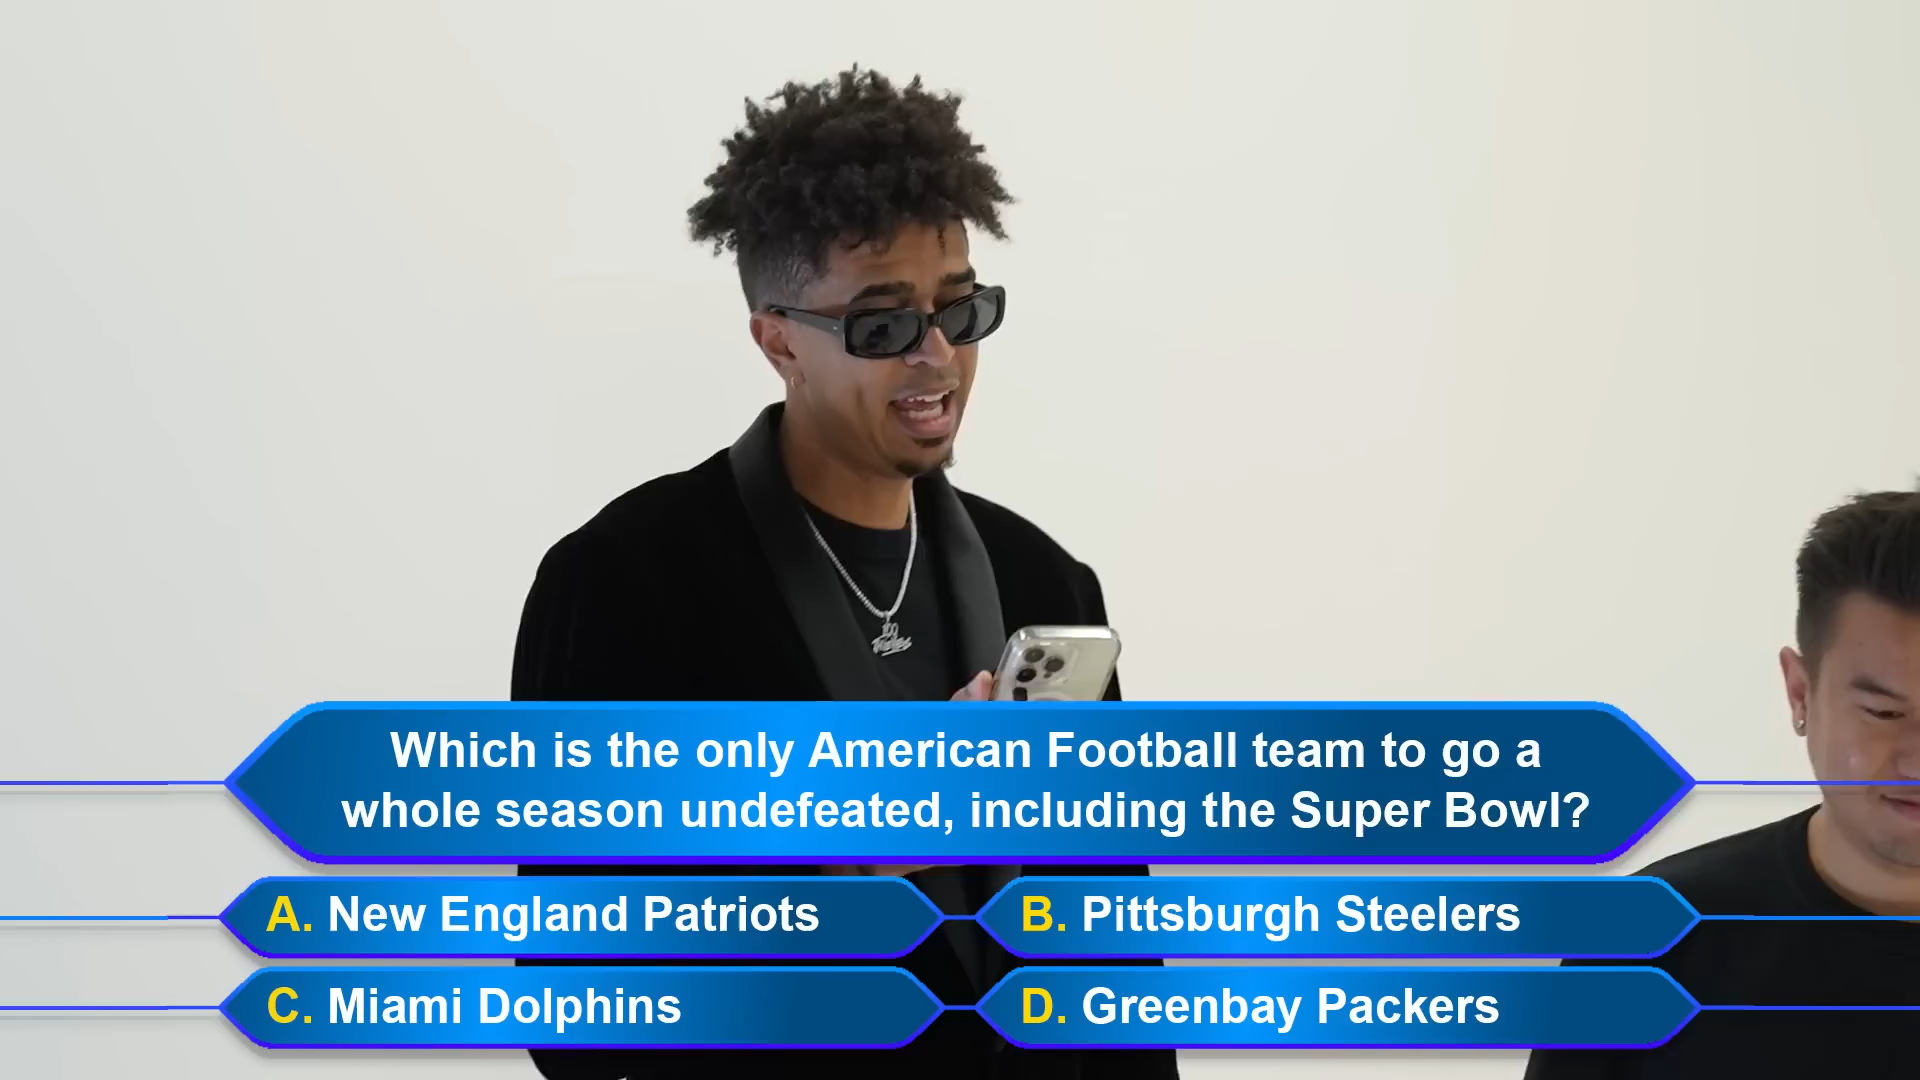 Which is the only American Football team to go a
whole season undefeated, including the Super Bowl?
A. New England Patriots
B. Pittsburgh Steelers
C. Miami Dolphins
D. Greenbay Packers